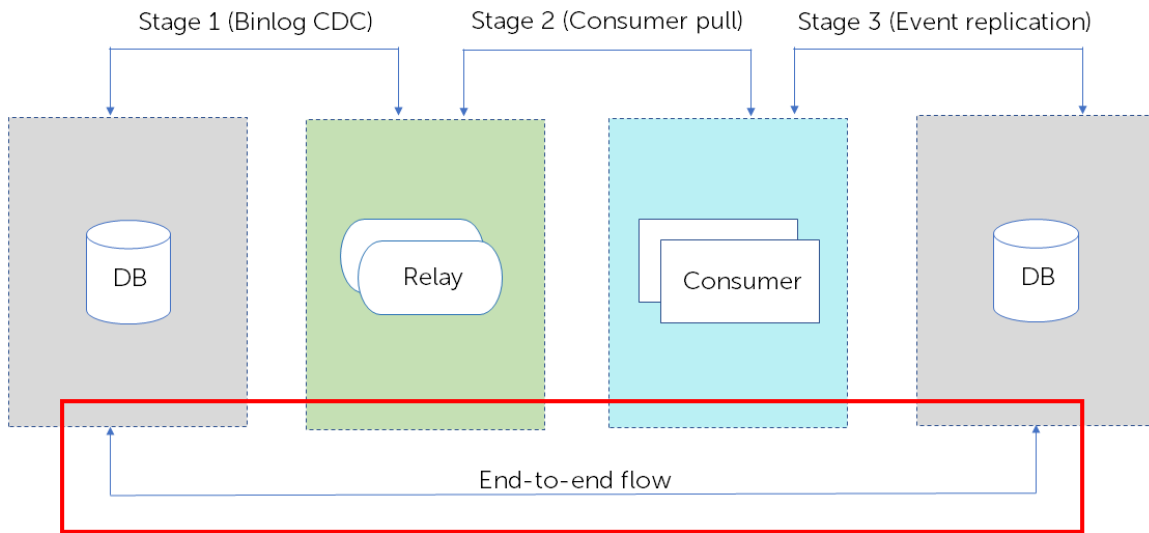 Stage 1 (Binlog CDC)
Stage 2 (Consumer pull)
Stage 3 (Event replication)
DB
Relay
Consumer
DB
End-to-end flow